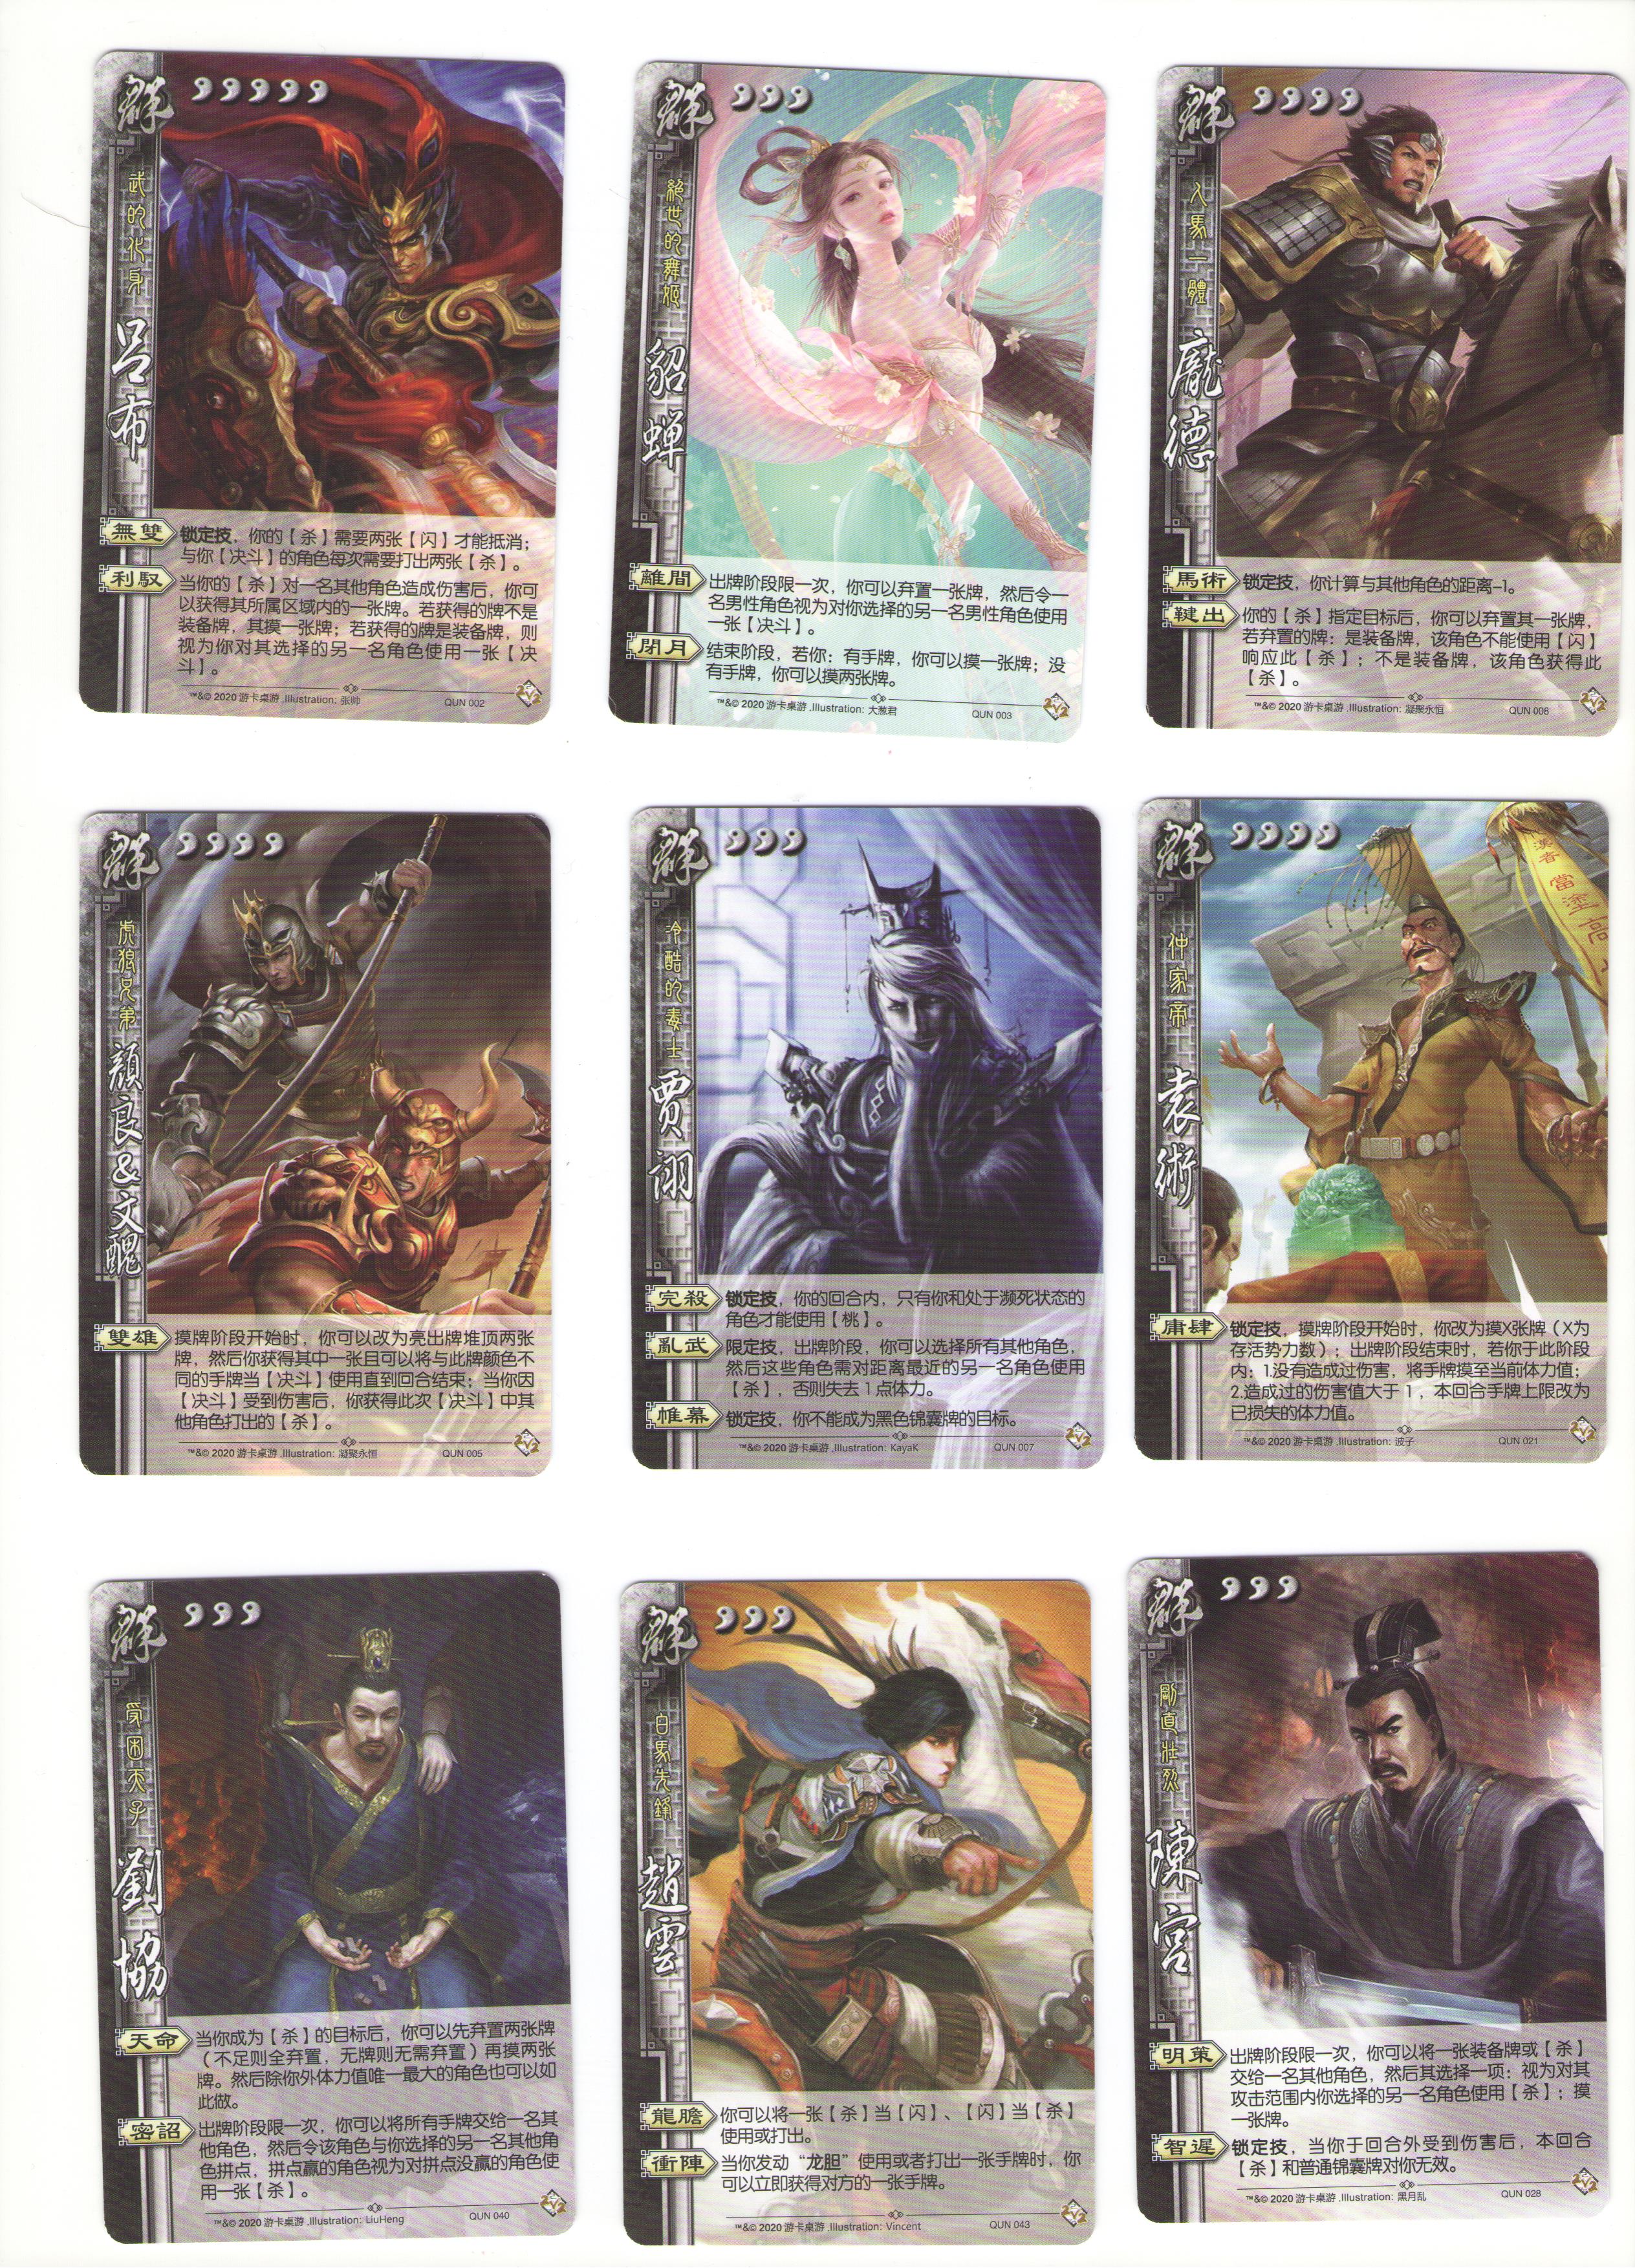 群
武的化身
呂布
無雙
锁定技，你的【杀】需要两张【闪】才能抵消；
与你【决斗】的角色每次需要打出两张【杀】。
利馭
当你的【杀】对一名其他角色造成伤害后，你可
以获得其所属区域内的一张牌。若获得的牌不是
装备牌，其摸一张牌；若获得的牌是装备牌，则
视为你对其选择的另一名角色使用一张【决
斗】。
™&© 2020 游卡桌游 .Illustration: 张帅
QUN 002
2V2
群
絕世的舞姬
貂蟬
離間
出牌阶段限一次，你可以弃置一张牌，然后令一
名男性角色视为对你选择的另一名男性角色使用
一张【决斗】。
閉月
结束阶段，若你：有手牌，你可以摸一张牌；没
有手牌，你可以摸两张牌。
™&© 2020 游卡桌游 .Illustration: 大葱君
QUN 003
2V2
群
人馬一體
龐德
馬術
锁定技，你计算与其他角色的距离-1。
鞬出
你的【杀】指定目标后，你可以弃置其一张牌，
若弃置的牌：是装备牌，该角色不能使用【闪】
响应此【杀】；不是装备牌，该角色获得此
【杀】。
™&© 2020 游卡桌游 .Illustration: 凝聚永恒
QUN 008
2V2
群
虎狼兄弟
顏良&文醜
雙雄
摸牌阶段开始时，你可以改为亮出牌堆顶两张
牌，然后你获得其中一张且可以将与此牌颜色不
同的手牌当【决斗】使用直到回合结束；当你因
【决斗】受到伤害后，你获得此次【决斗】中其
他角色打出的【杀】。
™&© 2020 游卡桌游 .Illustration: 凝聚永恒
QUN 005
2V2
群
冷酷的毒士
賈詡
完殺
锁定技，你的回合内，只有你和处于濒死状态的
角色才能使用【桃】。
亂武
限定技，出牌阶段，你可以选择所有其他角色，
然后这些角色需对距离最近的另一名角色使用
【杀】，否则失去１点体力。
帷幕
锁定技，你不能成为黑色锦囊牌的目标。
™&© 2020 游卡桌游 .Illustration: KayaK
QUN 007
2V2
群
漢者當塗高
仲家帝
袁術
庸肆
锁定技，摸牌阶段开始时，你改为摸X张牌（X为
存活势力数）；出牌阶段结束时，若你于此阶段
内：1.没有造成过伤害，将手牌摸至当前体力值；
2.造成过的伤害值大于１，本回合手牌上限改为
已损失的体力值。
™&© 2020 游卡桌游 .Illustration: 波子
QUN 021
2V2
群
受困天子
劉協
天命
当你成为【杀】的目标后，你可以先弃置两张牌
（不足则全弃置，无牌则无需弃置）再摸两张
牌。然后除你外体力值唯一最大的角色也可以如
此做。
密詔
出牌阶段限一次，你可以将所有手牌交给一名其
他角色，然后令该角色与你选择的另一名其他角
色拼点，拼点赢的角色视为对拼点没赢的角色使
用一张【杀】。
™&© 2020 游卡桌游 .Illustration: LiuHeng
QUN 040
2V2
群
白馬先鋒
趙雲
龍膽
你可以将一张【杀】当【闪】、【闪】当【杀】
使用或打出。
衝陣
当你发动“龙胆”使用或者打出一张手牌时，你
可以立即获得对方的一张手牌。
™&© 2020 游卡桌游 .Illustration: Vincent
QUN 043
2V2
群
剛直壯烈
陳宮
明策
出牌阶段限一次，你可以将一张装备牌或【杀】
交给一名其他角色，然后其选择一项：视为对其
攻击范围内你选择的另一名角色使用【杀】；摸
一张牌。
智遲
锁定技，当你于回合外受到伤害后，本回合
【杀】和普通锦囊牌对你无效。
™&© 2020 游卡桌游 .Illustration: 黑月乱
QUN 028
2V2